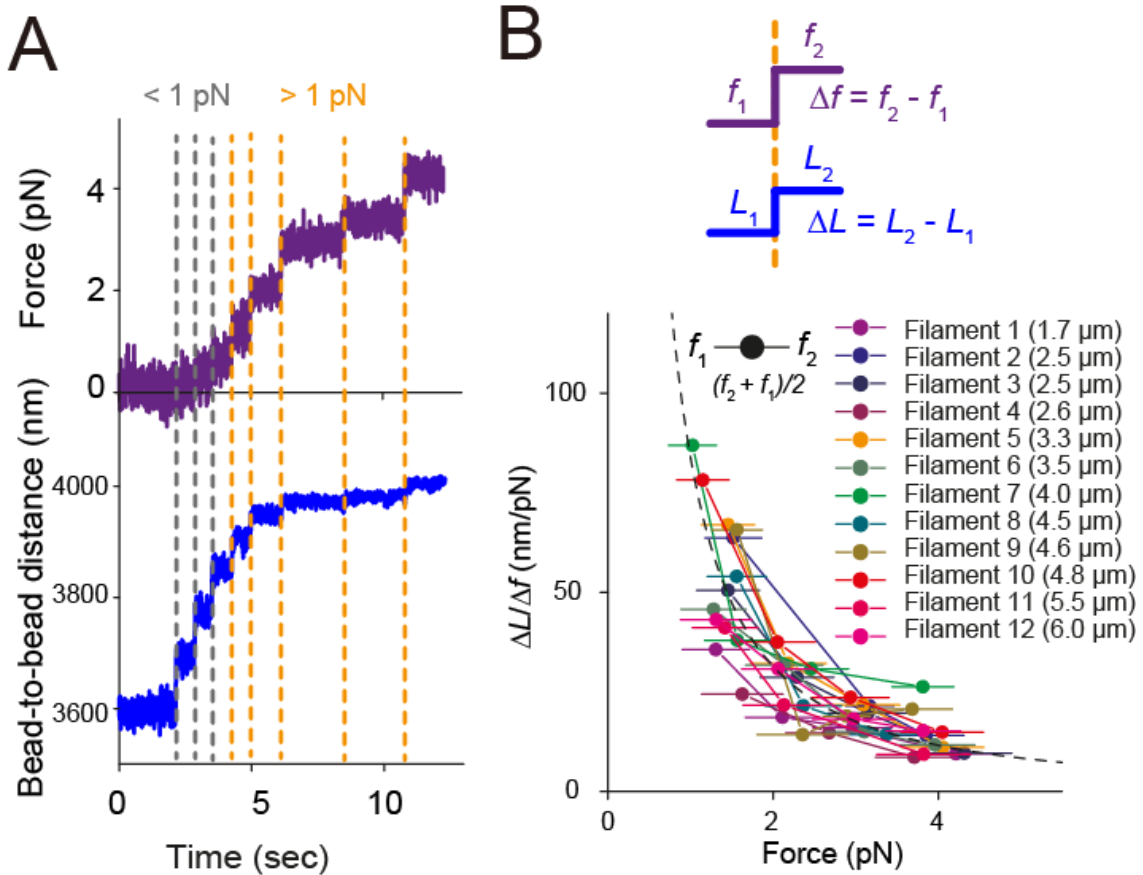 A
< 1 pN
> 1 pN
Force (pN)
4
2
0
Bead-to-bead distance (nm)
4000
3800
3600
0
5
10
Time (sec)
B
f2
f1
Δf = f2 - f1
L2
L1
ΔL = L2 - L1
f1
f2
(f2 + f1)/2
Filament 1 (1.7 μm)
Filament 2 (2.5 μm)
Filament 3 (2.5 μm)
Filament 4 (2.6 μm)
Filament 5 (3.3 μm)
Filament 6 (3.5 μm)
Filament 7 (4.0 μm)
Filament 8 (4.5 μm)
Filament 9 (4.6 μm)
Filament 10 (4.8 μm)
Filament 11 (5.5 μm)
Filament 12 (6.0 μm)
ΔL/Δf (nm/pN)
100
50
0
0
2
4
Force (pN)